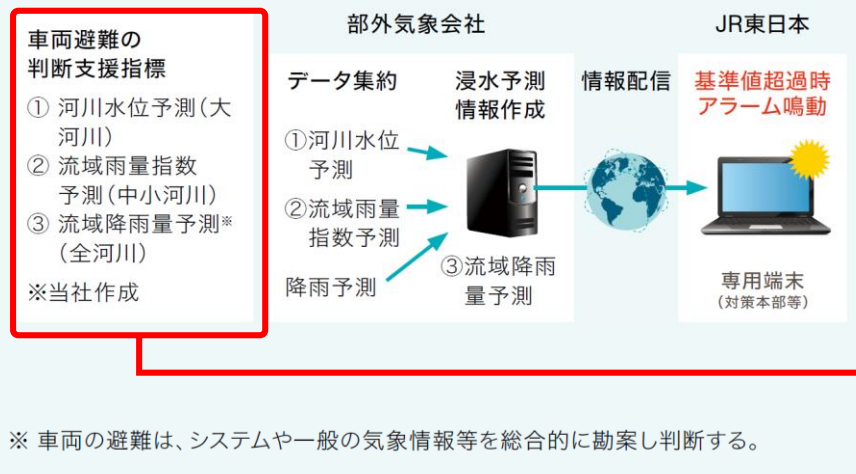 車両避難の
判断支援指標
① 河川水位予測(大
河川)
② 流域雨量指数
予測(中小河川)
③ 流域降雨量予測※
(全河川)
※当社作成
部外気象会社
データ集約
①河川水位
予測
②流域雨量
指数予測
降雨予測
浸水予測
情報作成
③流域降雨
量予測
情報配信
JR東日本
基準値超過時
アラーム鳴動
専用端末
(対策本部等)
※ 車両の避難は、システムや一般の気象情報等を総合的に勘案し判断する。